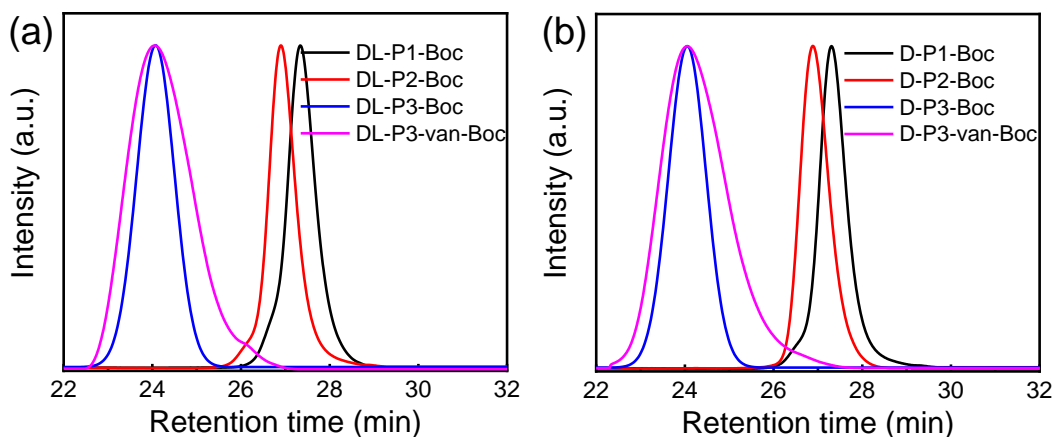 (a)
DL-P1-Boc
DL-P2-Boc
DL-P3-Boc
DL-P3-van-Boc
Intensity (a.u.)
22 24 26 28 30 32
Retention time (min)
(b)
D-P1-Boc
D-P2-Boc
D-P3-Boc
D-P3-van-Boc
Intensity (a.u.)
22 24 26 28 30 32
Retention time (min)